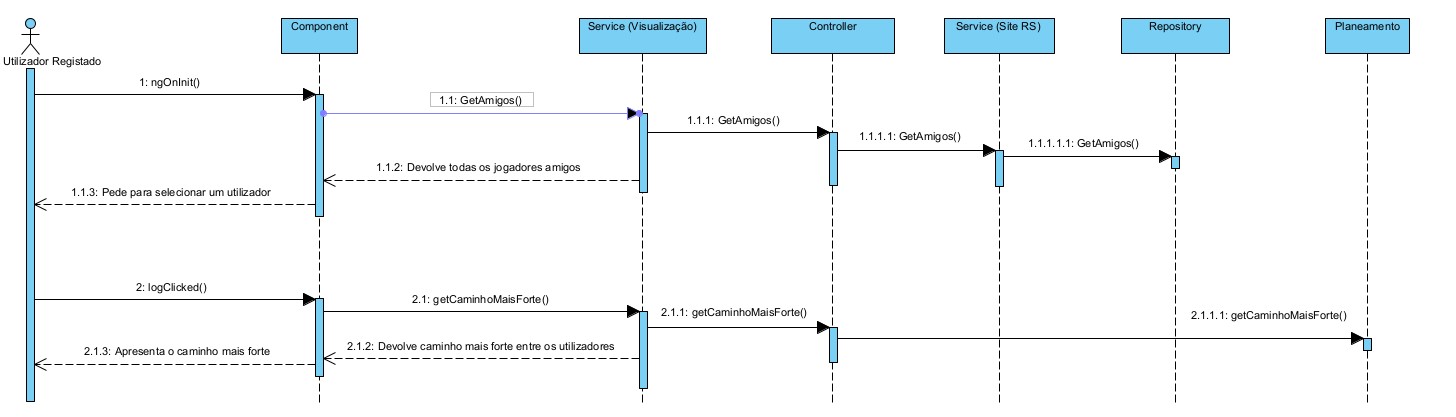 Component
Service (Visualização)
Controller
Service (Site RS)
Repository
Planeamento
Utilizador Registado
1: ngOnInit()
1.1: GetAmigos()
1.1.1: GetAmigos()
1.1.1.1: GetAmigos()
1.1.1.1.1: GetAmigos()
1.1.2: Devolve todas os jogadores amigos
1.1.3: Pede para selecionar um utilizador
2: logClicked()
2.1: getCaminhoMaisForte()
2.1.1: getCaminhoMaisForte()
2.1.1.1: getCaminhoMaisForte()
2.1.2: Devolve caminho mais forte entre os utilizadores
2.1.3: Apresenta o caminho mais forte